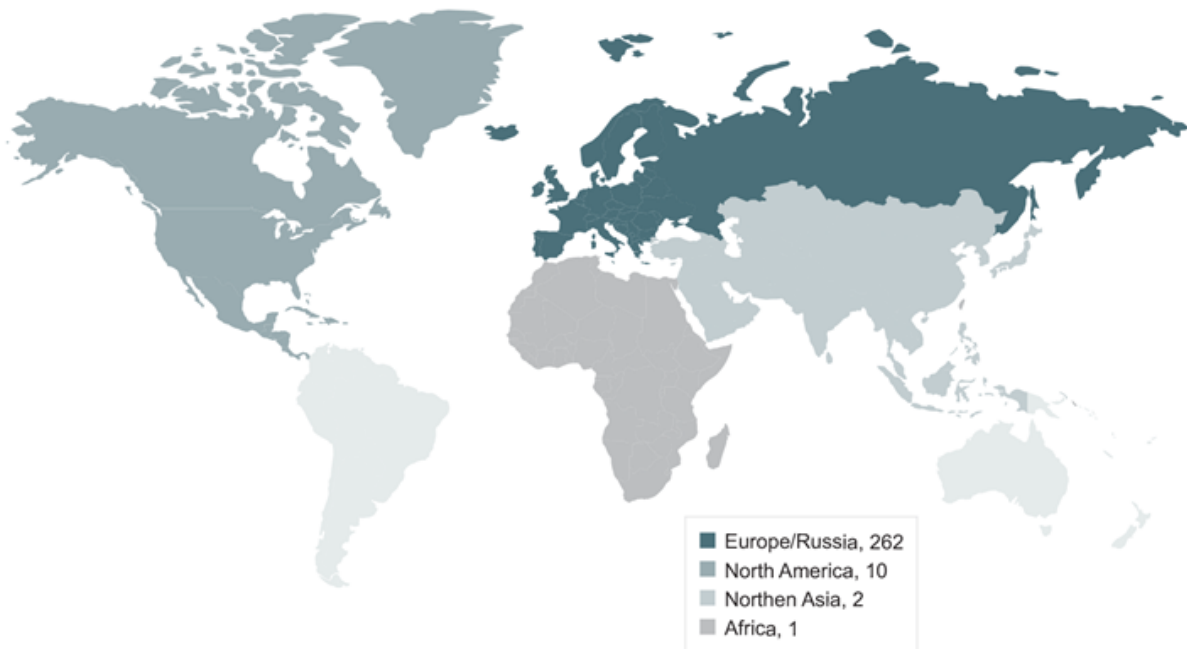 Europe/Russia, 262
North America, 10
Northen Asia, 2
Africa, 1